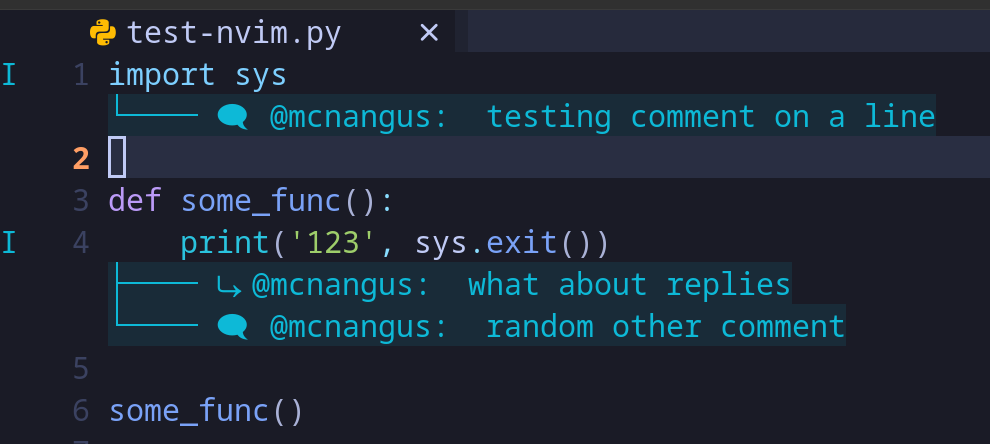 test-nvim.py ×
I 1 import sys
@mcnangus: testing comment on a line
2
3 def some_func():
I 4 print('123', sys.exit())
@mcnangus: what about replies
@mcnangus: random other comment
5
6 some_func()